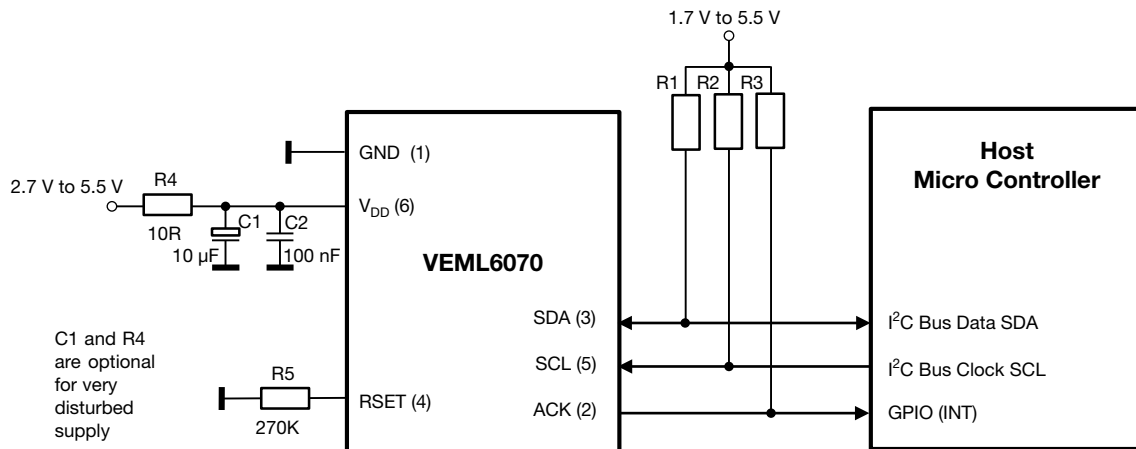 1.7 V to 5.5 V
R1 R2 R3
GND (1)
Host
Micro Controller
2.7 V to 5.5 V
R4
10R
C1
10 µF
C2
100 nF
V_DD (6)
VEML6070
SDA (3)
I²C Bus Data SDA
C1 and R4
are optional
for very
disturbed
supply
SCL (5)
I²C Bus Clock SCL
R5
270K
RSET (4)
ACK (2)
GPIO (INT)